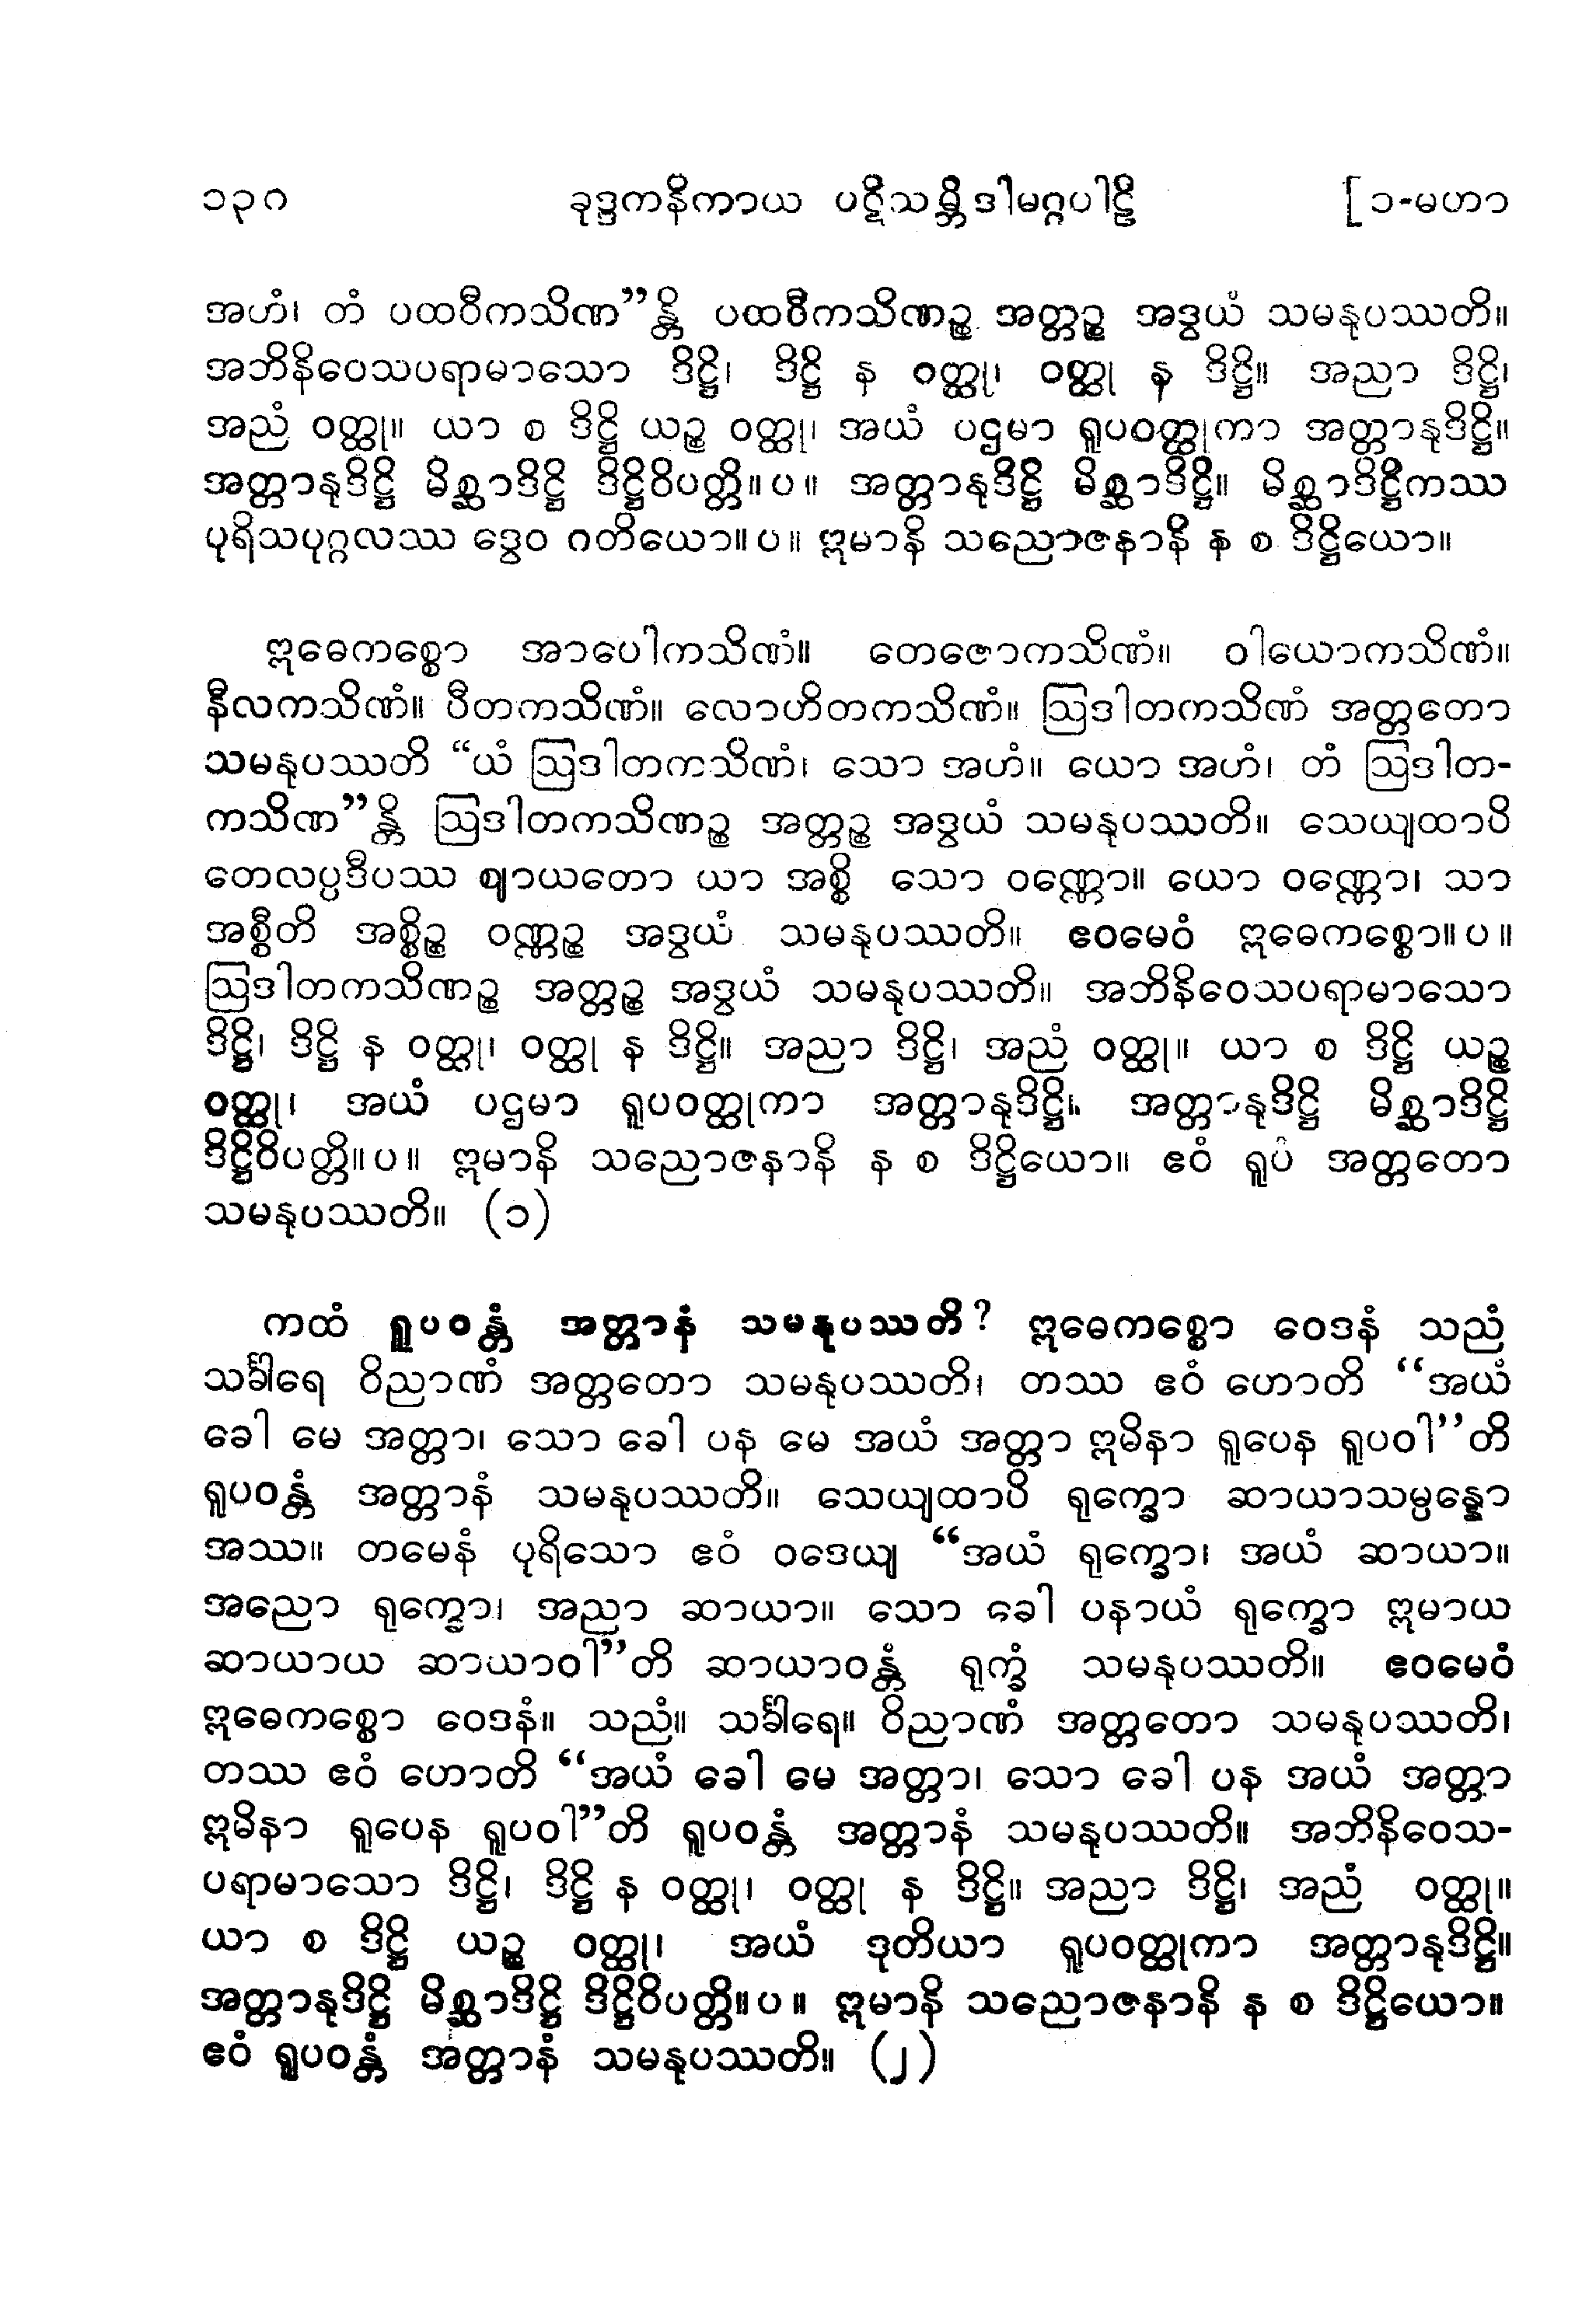 ၁၃၈ ခုဒ္ဒကနိကာယ ပဋိသမ္ဘိဒါမဂ္ဂပါဠိ [၁-မဟာ
အဟံ၊ တံ ပထဝီကသိဏ”န္တိ ပထဝီကသိဏဉ္စ အတ္တဉ္စ အဒွယံ သမနုပဿတိ။
အဘိနိဝေသပရာမာသော ဒိဋ္ဌိ၊ ဒိဋ္ဌိ န ဝတ္ထု၊ ဝတ္ထု န ဒိဋ္ဌိ။ အညာ ဒိဋ္ဌိ၊
အညံ ဝတ္ထု။ ယာ စ ဒိဋ္ဌိ ယဉ္စ ဝတ္ထု၊ အယံ ပဌမာ ရူပဝတ္ထုကာ အတ္တာနုဒိဋ္ဌိ။
အတ္တာနုဒိဋ္ဌိ မိစ္ဆာဒိဋ္ဌိ ဒိဋ္ဌိဝိပတ္တိ။ပ။ အတ္တာနုဒိဋ္ဌိ မိစ္ဆာဒိဋ္ဌိ။ မိစ္ဆာဒိဋ္ဌိကဿ
ပုရိသပုဂ္ဂလဿ ဒွေဝ ဂတိယော။ပ။ ဣမာနိ သညောဇနာနိ န စ ဒိဋ္ဌိယော။
ဣဓေကစ္စော အာပေါကသိဏံ။ တေဇောကသိဏံ။ ဝါယောကသိဏံ။
နီလကသိဏံ။ ပီတကသိဏံ။ လောဟိတကသိဏံ။ ဩဒါတကသိဏံ အတ္တတော
သမနုပဿတိ “ယံ ဩဒါတကသိဏံ၊ သော အဟံ။ ယော အဟံ၊ တံ ဩဒါတ-
ကသိဏ”န္တိ ဩဒါတကသိဏဉ္စ အတ္တဉ္စ အဒွယံ သမနုပဿတိ။ သေယျထာပိ
တေလပ္ပဒီပဿ ဈာယတော ယာ အစ္စိ သော ဝဏ္ဏော။ ယော ဝဏ္ဏော၊ သာ
အစ္စီတိ အစ္စိဉ္စ ဝဏ္ဏဉ္စ အဒွယံ သမနုပဿတိ။ ဧဝမေဝံ ဣဓေကစ္စော။ပ။
ဩဒါတကသိဏဉ္စ အတ္တဉ္စ အဒွယံ သမနုပဿတိ။ အဘိနိဝေသပရာမာသော
ဒိဋ္ဌိ၊ ဒိဋ္ဌိ န ဝတ္ထု၊ ဝတ္ထု န ဒိဋ္ဌိ။ အညာ ဒိဋ္ဌိ၊ အညံ ဝတ္ထု။ ယာ စ ဒိဋ္ဌိ ယဉ္စ
ဝတ္ထု၊ အယံ ပဌမာ ရူပဝတ္ထုကာ အတ္တာနုဒိဋ္ဌိ။ အတ္တာနုဒိဋ္ဌိ မိစ္ဆာဒိဋ္ဌိ
ဒိဋ္ဌိဝိပတ္တိ။ပ။ ဣမာနိ သညောဇနာနိ န စ ဒိဋ္ဌိယော။ ဧဝံ ရူပံ အတ္တတော
သမနုပဿတိ။ (၁)
ကထံ ရူပဝန္တံ အတ္တာနံ သမနုပဿတိ? ဣဓေကစ္စော ဝေဒနံ သညံ
သင်္ခါရေ ဝိညာဏံ အတ္တတော သမနုပဿတိ၊ တဿ ဧဝံ ဟောတိ “အယံ
ခေါ မေ အတ္တာ၊ သော ခေါ ပန မေ အယံ အတ္တာ ဣမိနာ ရူပေန ရူပဝါ”တိ
ရူပဝန္တံ အတ္တာနံ သမနုပဿတိ။ သေယျထာပိ ရုက္ခော ဆာယာသမ္ပန္နော
အဿ။ တမေနံ ပုရိသော ဧဝံ ဝဒေယျ “အယံ ရုက္ခော၊ အယံ ဆာယာ။
အညော ရုက္ခော၊ အညာ ဆာယာ။ သော ခေါ ပနာယံ ရုက္ခော ဣမာယ
ဆာယာယ ဆာယာဝါ”တိ ဆာယာဝန္တံ ရုက္ခံ သမနုပဿတိ။ ဧဝမေဝံ
ဣဓေကစ္စော ဝေဒနံ။ သညံ။ သင်္ခါရေ။ ဝိညာဏံ အတ္တတော သမနုပဿတိ၊
တဿ ဧဝံ ဟောတိ “အယံ ခေါ မေ အတ္တာ၊ သော ခေါ ပန အယံ အတ္တာ
ဣမိနာ ရူပေန ရူပဝါ”တိ ရူပဝန္တံ အတ္တာနံ သမနုပဿတိ။ အဘိနိဝေသ-
ပရာမာသော ဒိဋ္ဌိ၊ ဒိဋ္ဌိ န ဝတ္ထု၊ ဝတ္ထု န ဒိဋ္ဌိ။ အညာ ဒိဋ္ဌိ၊ အညံ ဝတ္ထု။
ယာ စ ဒိဋ္ဌိ ယဉ္စ ဝတ္ထု၊ အယံ ဒုတိယာ ရူပဝတ္ထုကာ အတ္တာနုဒိဋ္ဌိ။
အတ္တာနုဒိဋ္ဌိ မိစ္ဆာဒိဋ္ဌိ ဒိဋ္ဌိဝိပတ္တိ။ပ။ ဣမာနိ သညောဇနာနိ န စ ဒိဋ္ဌိယော။
ဧဝံ ရူပဝန္တံ အတ္တာနံ သမနုပဿတိ။ (၂)